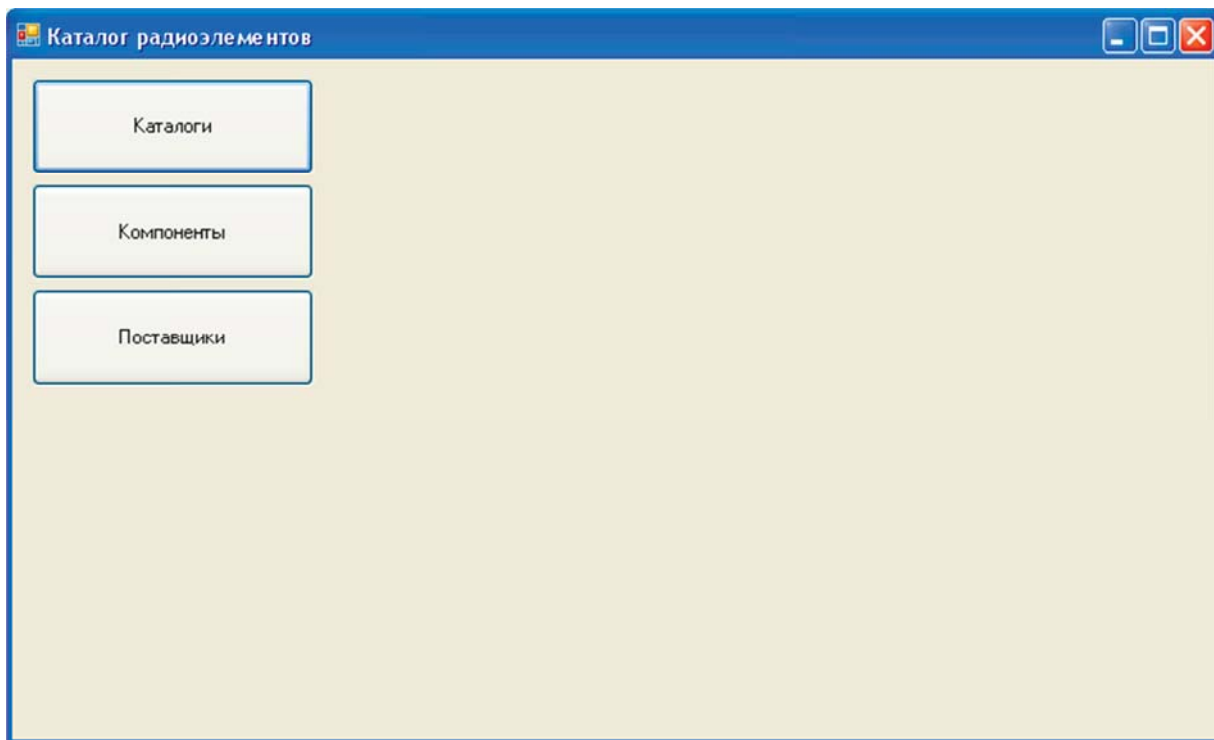 Каталог радиоэлементов
Каталоги
Компоненты
Поставщики